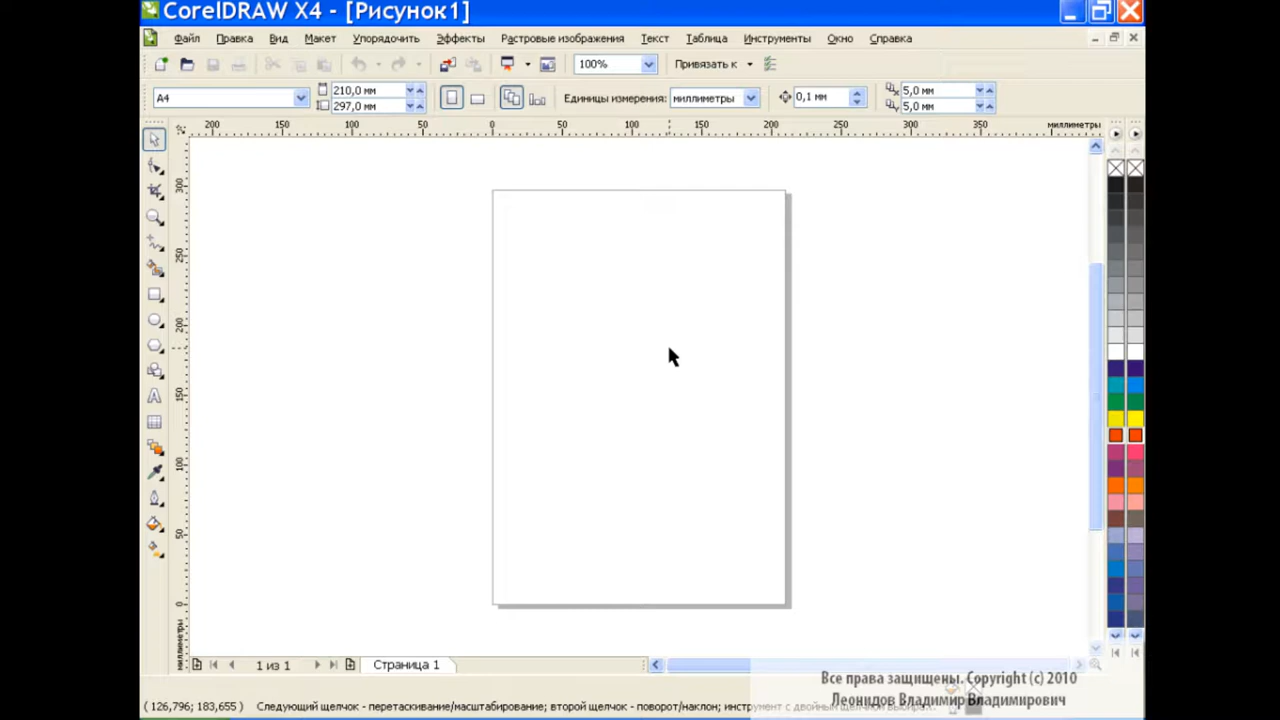 CorelDRAW X4 - [Рисунок1]
Файл Правка Вид Макет Упорядочить Эффекты Растровые изображения Текст Таблица Инструменты Окно Справка
100% Привязать к
A4 210,0 мм 297,0 мм Единицы измерения: миллиметры 0,1 мм 5,0 мм 5,0 мм
200 150 100 50 0 50 100 150 200 250 300 350 миллиметры
300
250
200
150
100
50
0
миллиметры
1 из 1 Страница 1
Все права защищены. Copyright (c) 2010
Леонидов Владимир Владимирович
( 126,796; 183,655 ) Следующий щелчок - перетаскивание/масштабирование; второй щелчок - поворот/наклон; инструмент с двойным щелчком